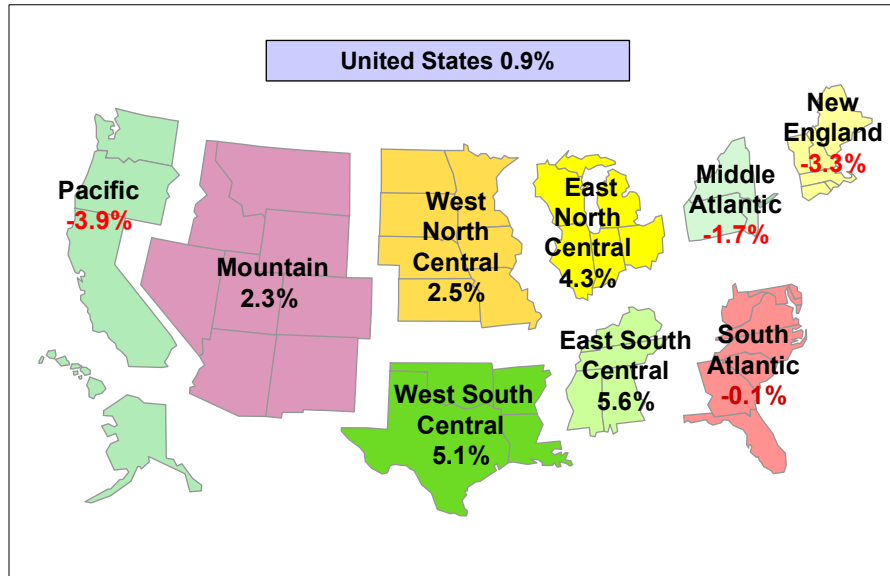 United States 0.9%
New
England
-3.3%
Middle
Atlantic
-1.7%
Pacific
-3.9%
Mountain
2.3%
West
North
Central
2.5%
East
North
Central
4.3%
West South
Central
5.1%
East South
Central
5.6%
South
Atlantic
-0.1%